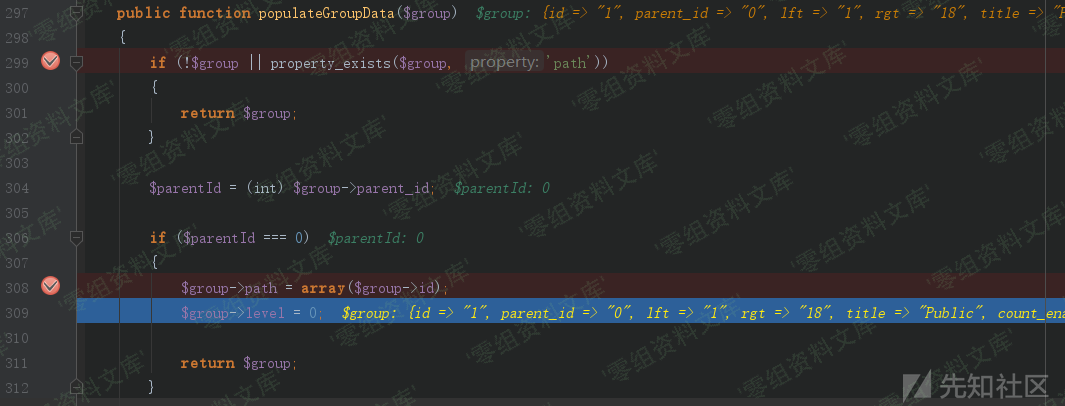 297 public function populateGroupData($group) $group: {id => "1", parent_id => "0", lft => "1", rgt => "18", title => "P
298 {
299 if (!$group || property_exists($group, property: 'path'))
300 {
301 return $group;
302 }
303
304 $parentId = (int) $group->parent_id; $parentId: 0
305
306 if ($parentId === 0) $parentId: 0
307 {
308 $group->path = array($group->id);
309 $group->level = 0; $group: {id => "1", parent_id => "0", lft => "1", rgt => "18", title => "Public", count_ena
310
311 return $group;
312 }
'零组资料文库'
先知社区